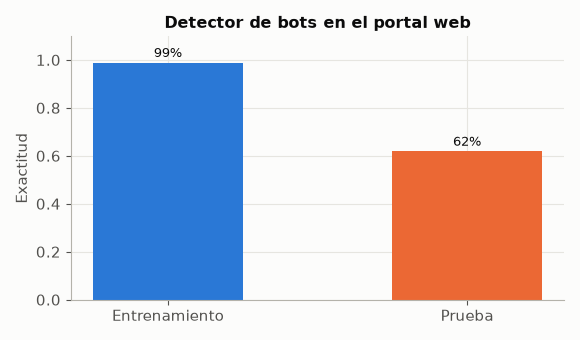 Detector de bots en el portal web
Exactitud
1.0
0.8
0.6
0.4
0.2
0.0
99%
62%
Entrenamiento
Prueba